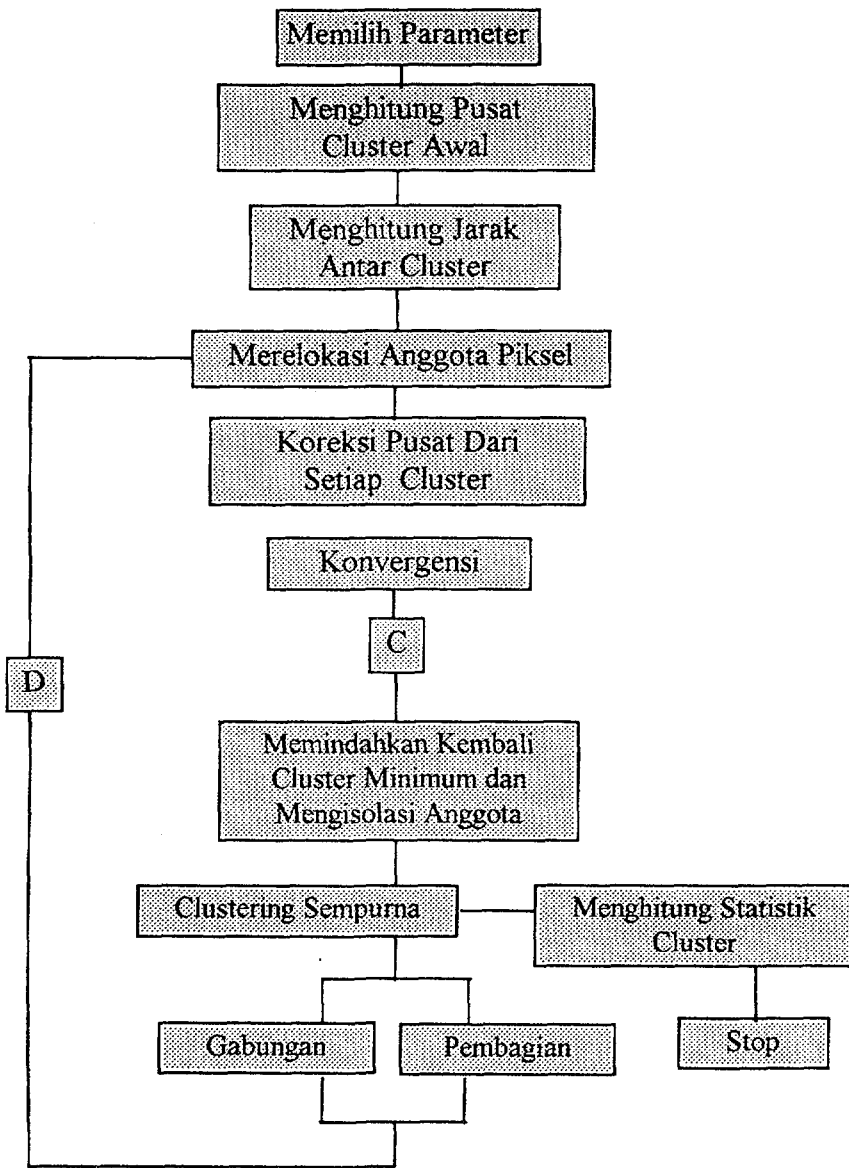 Memilih Parameter
Menghitung Pusat
Cluster Awal
Menghitung Jarak
Antar Cluster
Merelokasi Anggota Piksel
Koreksi Pusat Dari
Setiap Cluster
Konvergensi
C
D
Memindahkan Kembali
Cluster Minimum dan
Mengisolasi Anggota
Clustering Sempurna
Menghitung Statistik
Cluster
Gabungan
Pembagian
Stop